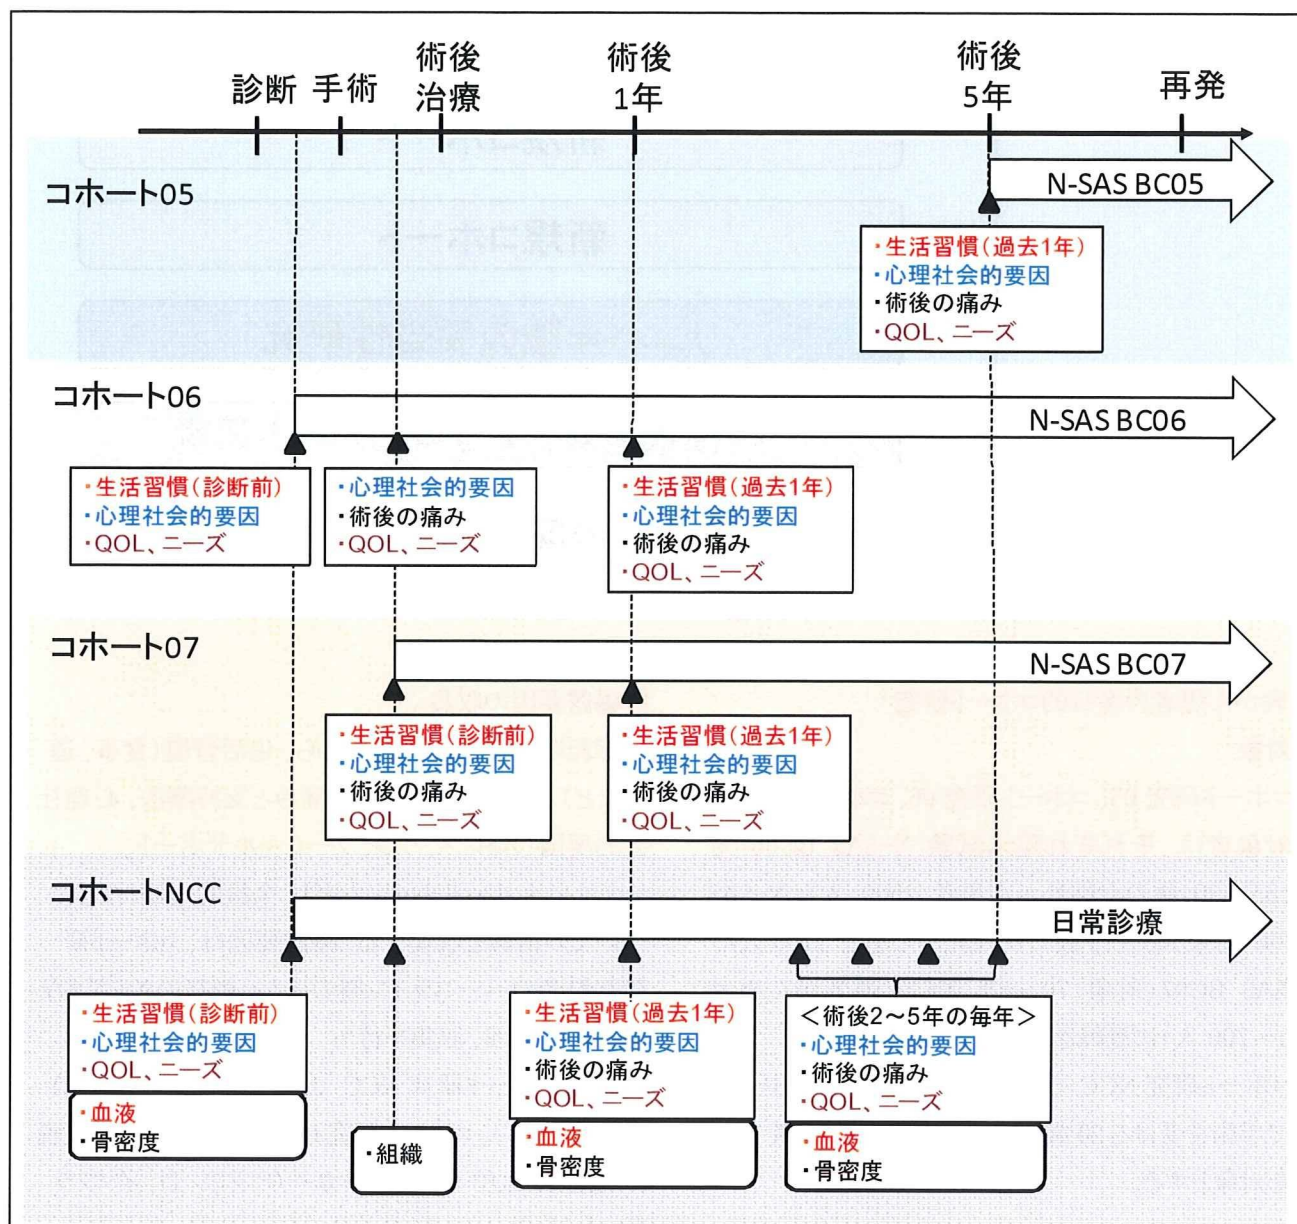 診断
手術
術後
治療
術後
1年
術後
5年
再発
コホート05
N-SAS BC05
・生活習慣(過去1年)
・心理社会的要因
・術後の痛み
・QOL、ニーズ
コホート06
N-SAS BC06
・生活習慣(診断前)
・心理社会的要因
・QOL、ニーズ
・心理社会的要因
・術後の痛み
・QOL、ニーズ
・生活習慣(過去1年)
・心理社会的要因
・術後の痛み
・QOL、ニーズ
コホート07
N-SAS BC07
・生活習慣(診断前)
・心理社会的要因
・術後の痛み
・QOL、ニーズ
・生活習慣(過去1年)
・心理社会的要因
・術後の痛み
・QOL、ニーズ
コホートNCC
日常診療
・生活習慣(診断前)
・心理社会的要因
・QOL、ニーズ
・血液
・骨密度
・組織
・生活習慣(過去1年)
・心理社会的要因
・術後の痛み
・QOL、ニーズ
・血液
・骨密度
<術後2~5年の毎年>
・心理社会的要因
・術後の痛み
・QOL、ニーズ
・血液
・骨密度